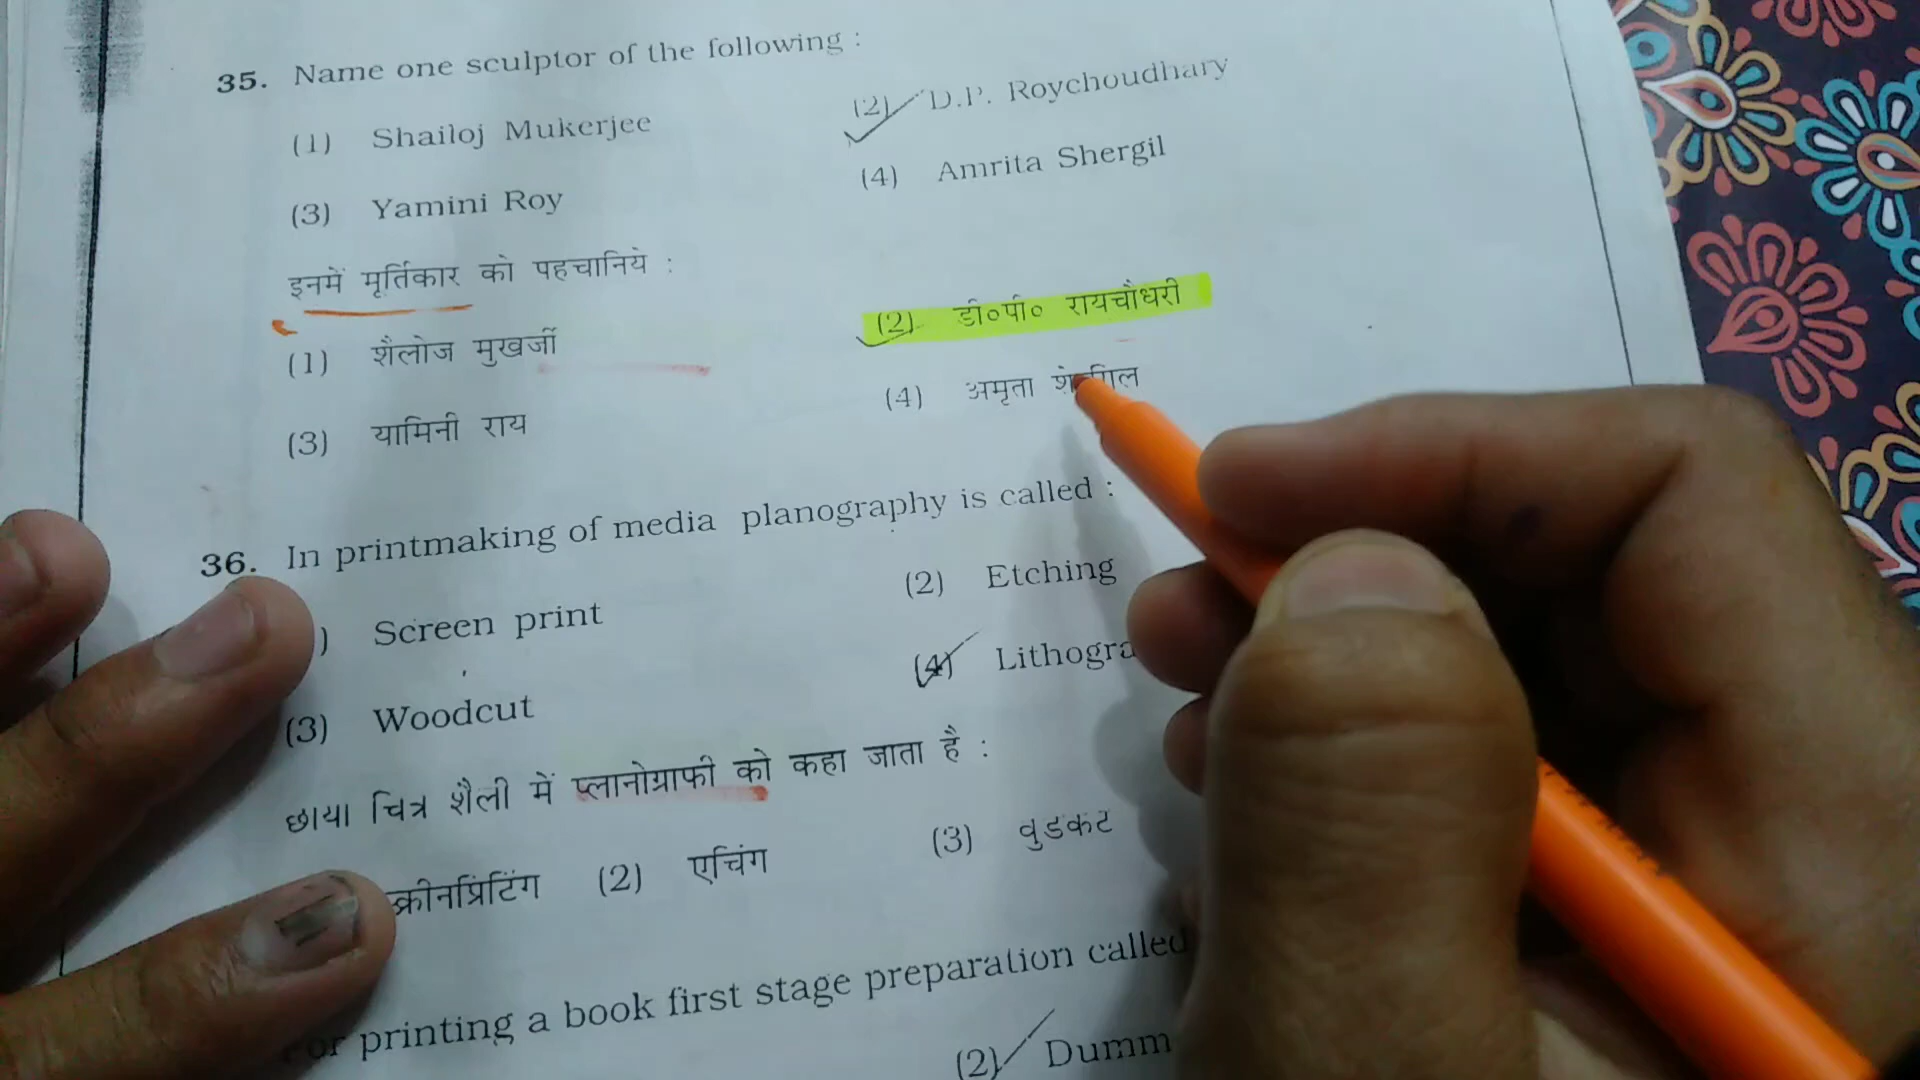 35. Name one sculptor of the following :
(1) Shailoj Mukerjee (2) D.P. Roychoudhary
(3) Yamini Roy (4) Amrita Shergil
इनमें मूर्तिकार को पहचानिये :
(1) शैलोज मुखर्जी (2) डी०पी० रायचौधरी
(3) यामिनी राय (4) अमृता
36. In printmaking of media planography is called :
) Screen print (2) Etching
(3) Woodcut (4) Lithogra
छाया चित्र शैली में प्लानोग्राफी को कहा जाता है :
क्रीनप्रिंटिंग (2) एचिंग (3) वुडकट
or printing a book first stage preparation called
(2) Dumm